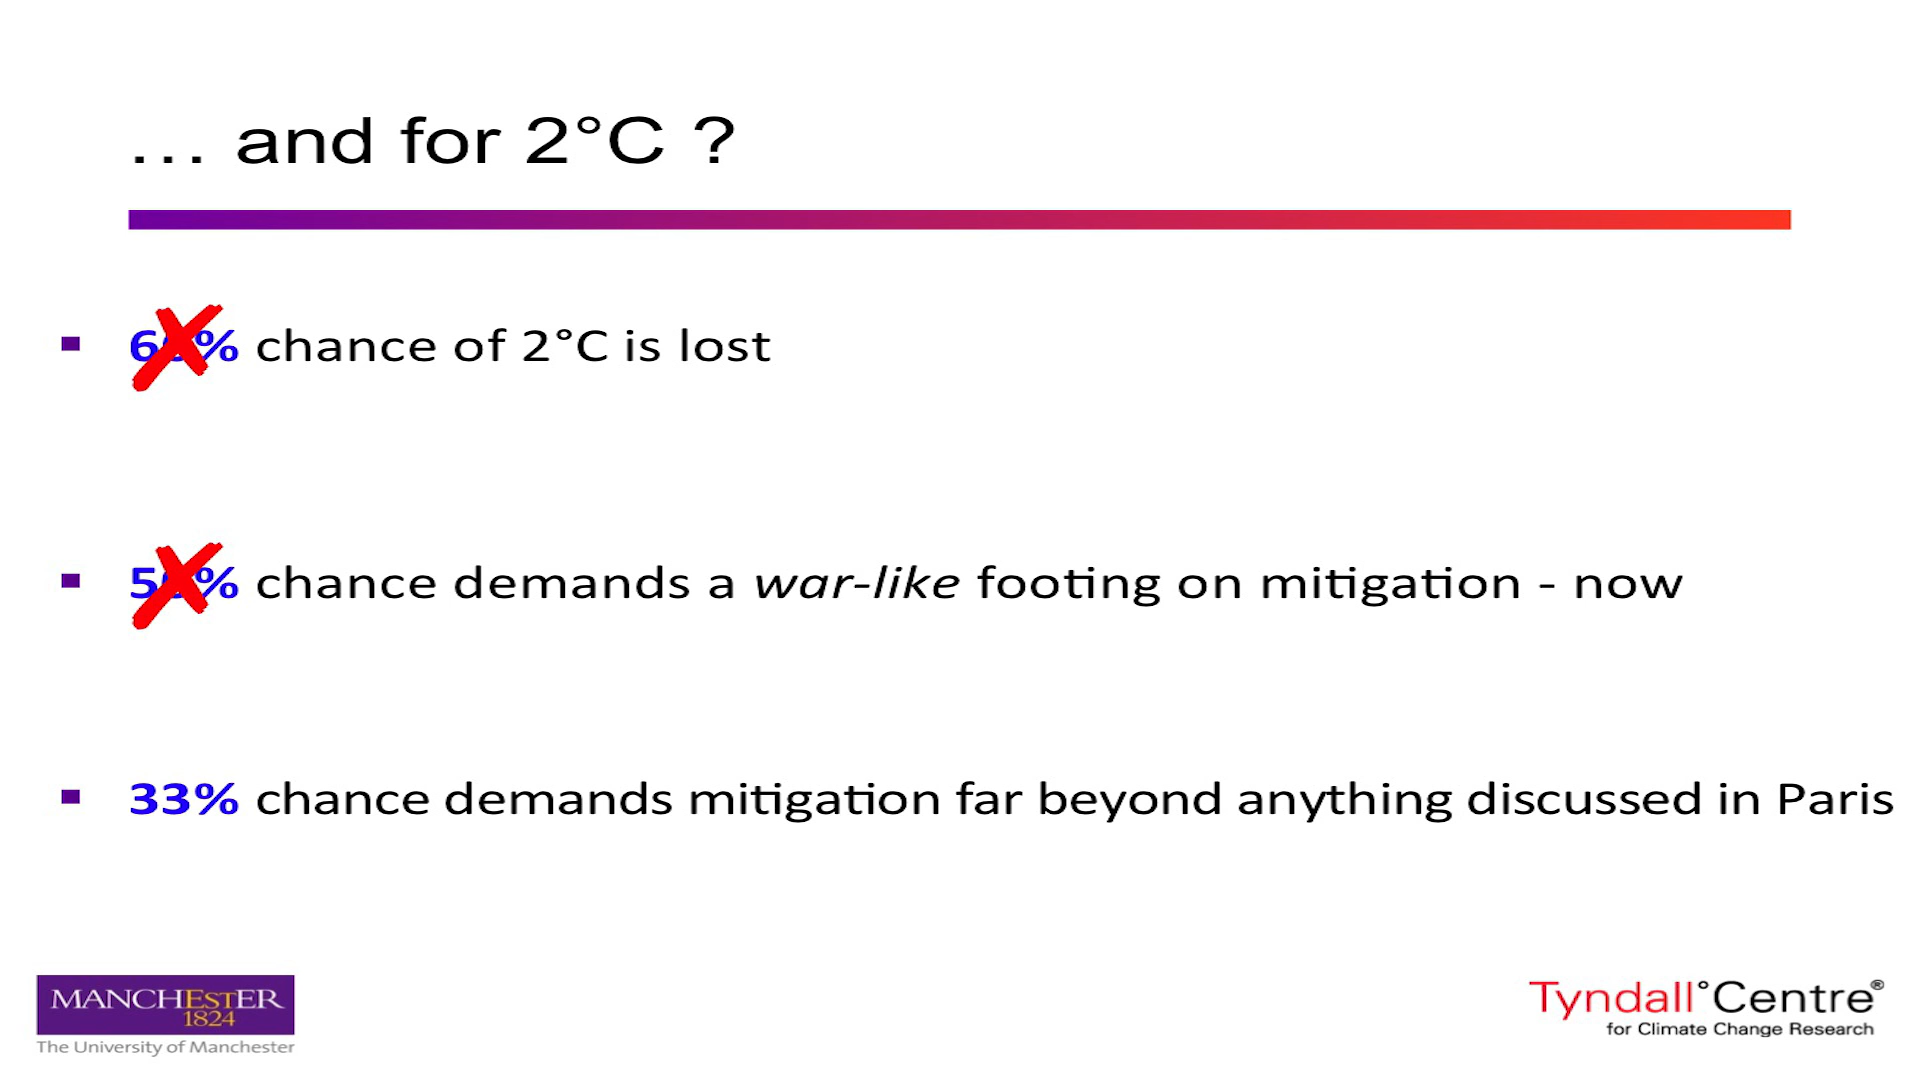 … and for 2°C ?
% chance of 2°C is lost
% chance demands a war-like footing on mitigation - now
33% chance demands mitigation far beyond anything discussed in Paris
MANCHESTER
1824
The University of Manchester
Tyndall°Centre®
for Climate Change Research